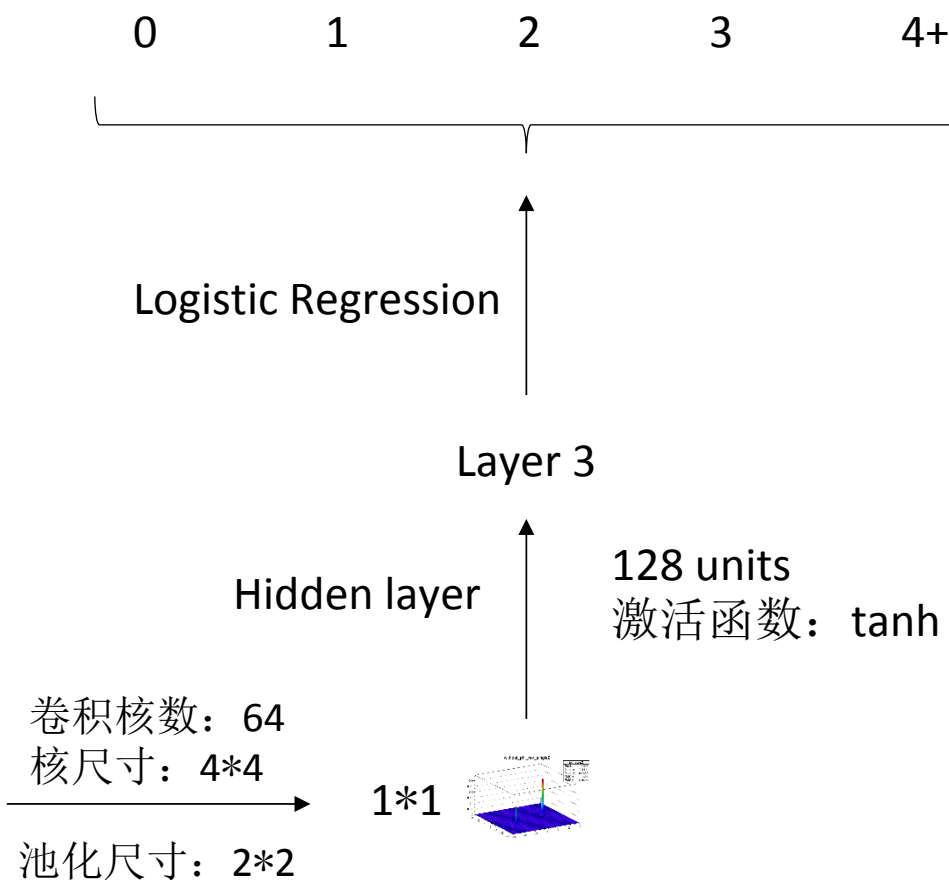 0 1 2 3 4+
Logistic Regression
Layer 3
Hidden layer
128 units
激活函数：tanh
卷积核数：64
核尺寸：4*4
1*1
池化尺寸：2*2